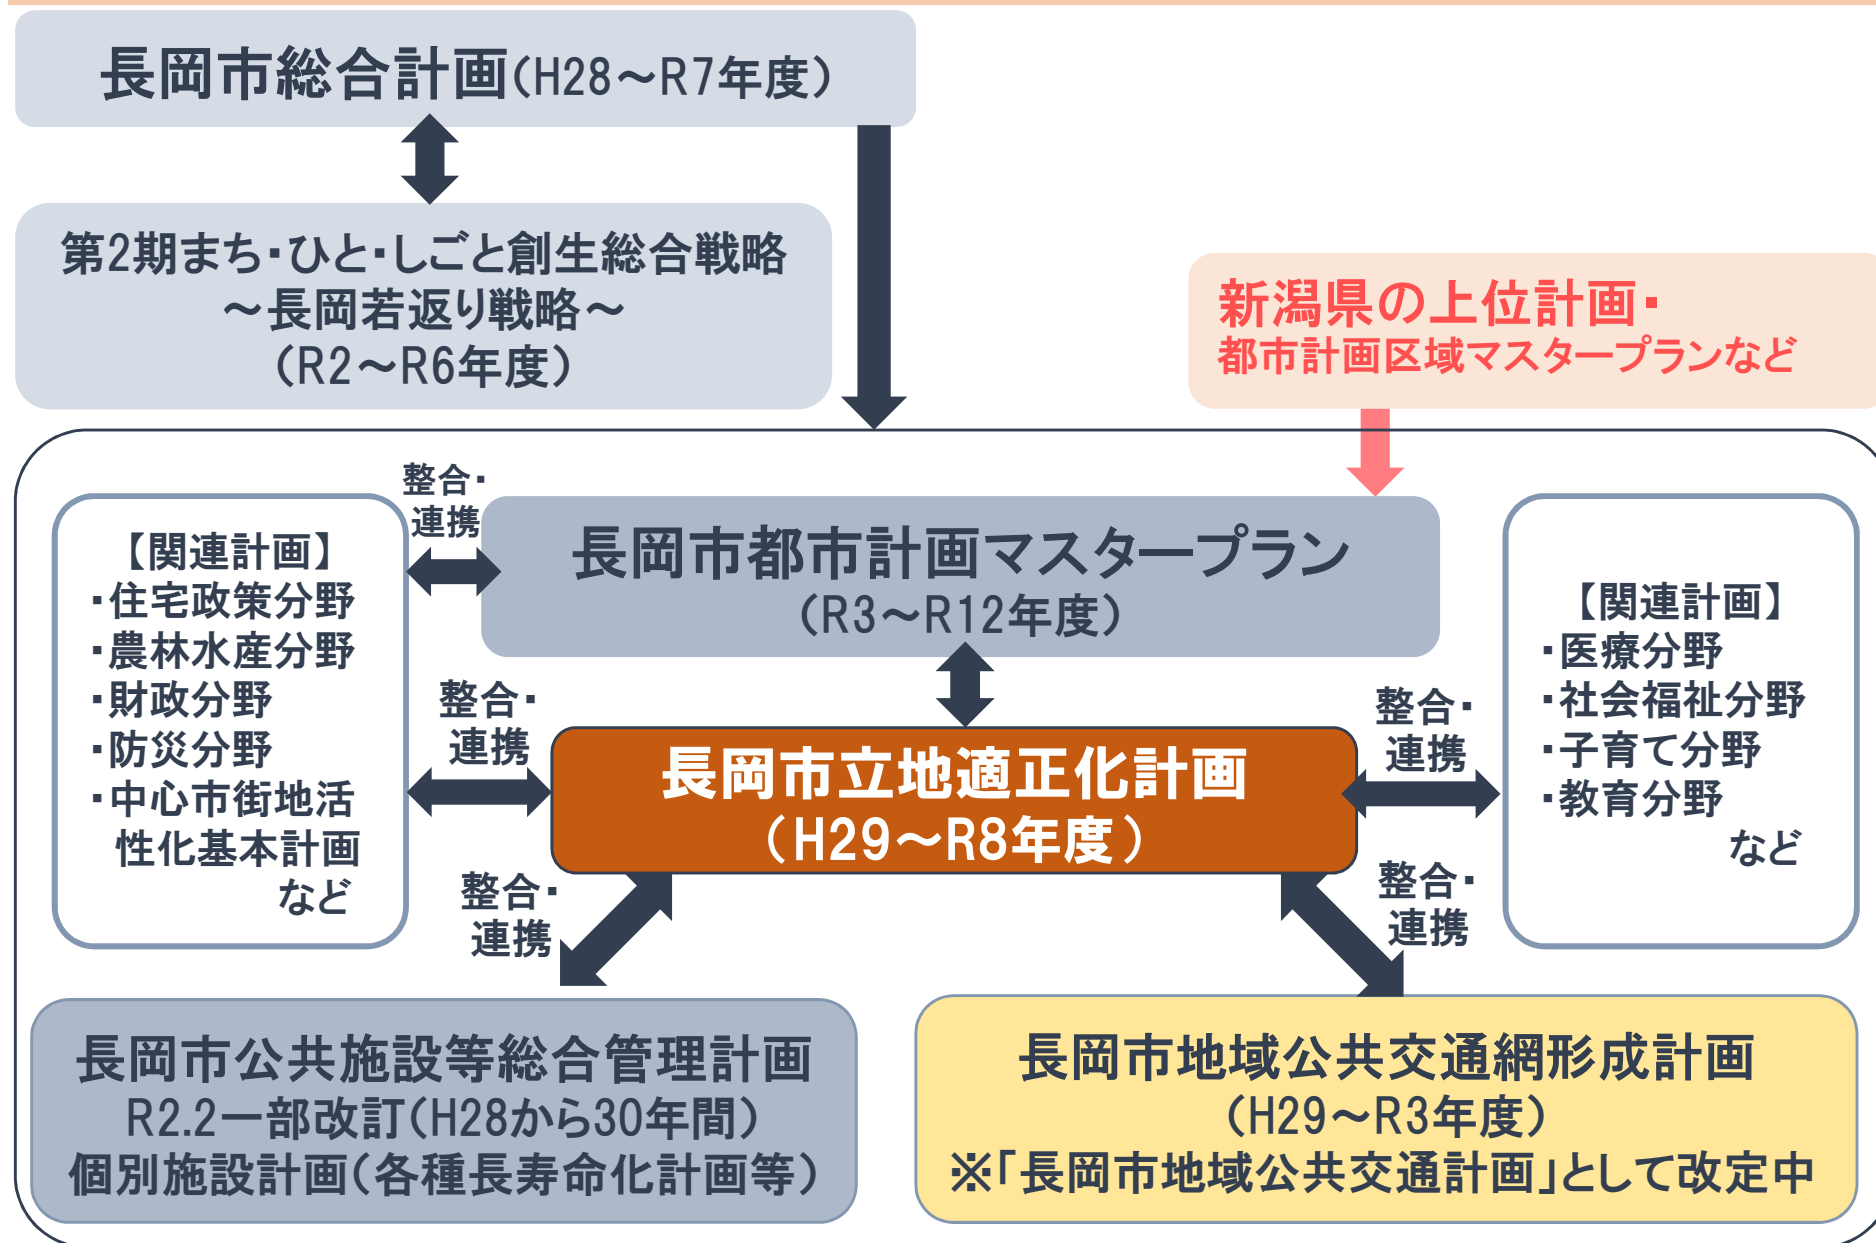 長岡市総合計画（H28～R7年度）
第2期まち・ひと・しごと創生総合戦略
～長岡若返り戦略～
（R2～R6年度）
新潟県の上位計画・
都市計画区域マスタープランなど
整合・
連携
長岡市都市計画マスタープラン
（R3～R12年度）
【関連計画】
・住宅政策分野
・農林水産分野
・財政分野
・防災分野
・中心市街地活
性化基本計画
など
【関連計画】
・医療分野
・社会福祉分野
・子育て分野
・教育分野
など
整合・
連携
長岡市立地適正化計画
（H29～R8年度）
整合・
連携
整合・
連携
整合・
連携
長岡市公共施設等総合管理計画
R2.2一部改訂（H28から30年間）
個別施設計画（各種長寿命化計画等）
長岡市地域公共交通網形成計画
（H29～R3年度）
※「長岡市地域公共交通計画」として改定中